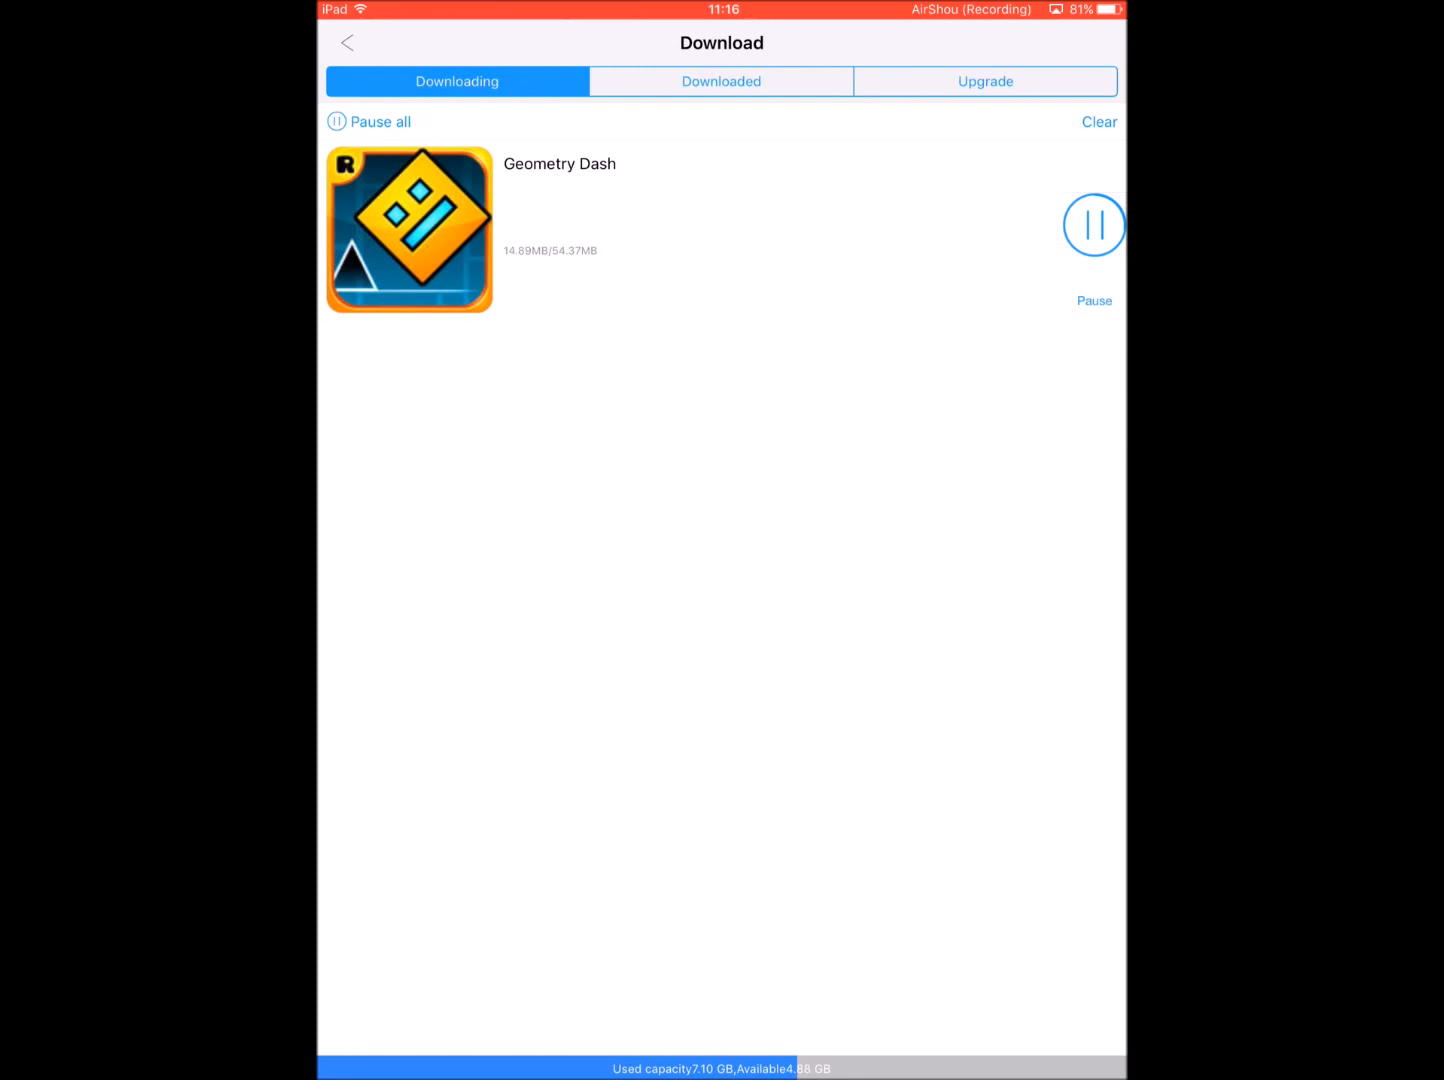 iPad 11:16 AirShou (Recording) 81%
Download
Downloading Downloaded Upgrade
Pause all Clear
R
Geometry Dash
14.89MB/54.37MB
Pause
Used capacity7.10 GB,Available4.88 GB